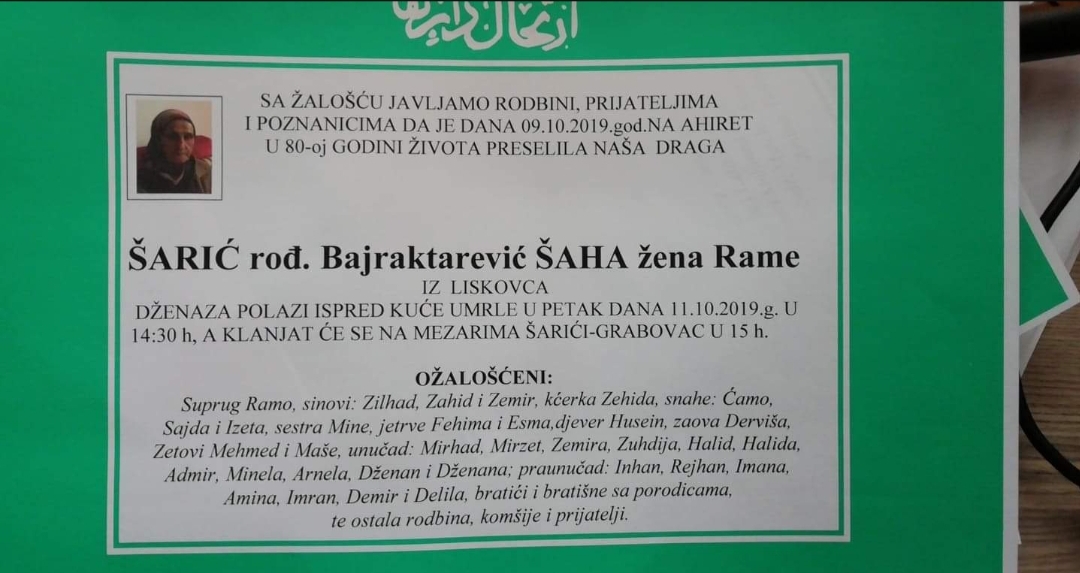 SA ŽALOŠĆU JAVLJAMO RODBINI, PRIJATELJIMA
I POZNANICIMA DA JE DANA 09.10.2019.god.NA AHIRET
U 80-oj GODINI ŽIVOTA PRESELILA NAŠA DRAGA
ŠARIĆ rođ. Bajraktarević ŠAHA žena Rame
IZ LISKOVCA
DŽENAZA POLAZI ISPRED KUĆE UMRLE U PETAK DANA 11.10.2019.g. U
14:30 h, A KLANJAT ĆE SE NA MEZARIMA ŠARIĆI-GRABOVAC U 15 h.
OŽALOŠĆENI:
Suprug Ramo, sinovi: Zilhad, Zahid i Zemir, kćerka Zehida, snahe: Ćamo,
Sajda i Izeta, sestra Mine, jetrve Fehima i Esma,djever Husein, zaova Derviša,
Zetovi Mehmed i Maše, unučad: Mirhad, Mirzet, Zemira, Zuhdija, Halid, Halida,
Admir, Minela, Arnela, Dženan i Dženana; praunučad: Inhan, Rejhan, Imana,
Amina, Imran, Demir i Delila, bratići i bratišne sa porodicama,
te ostala rodbina, komšije i prijatelji.